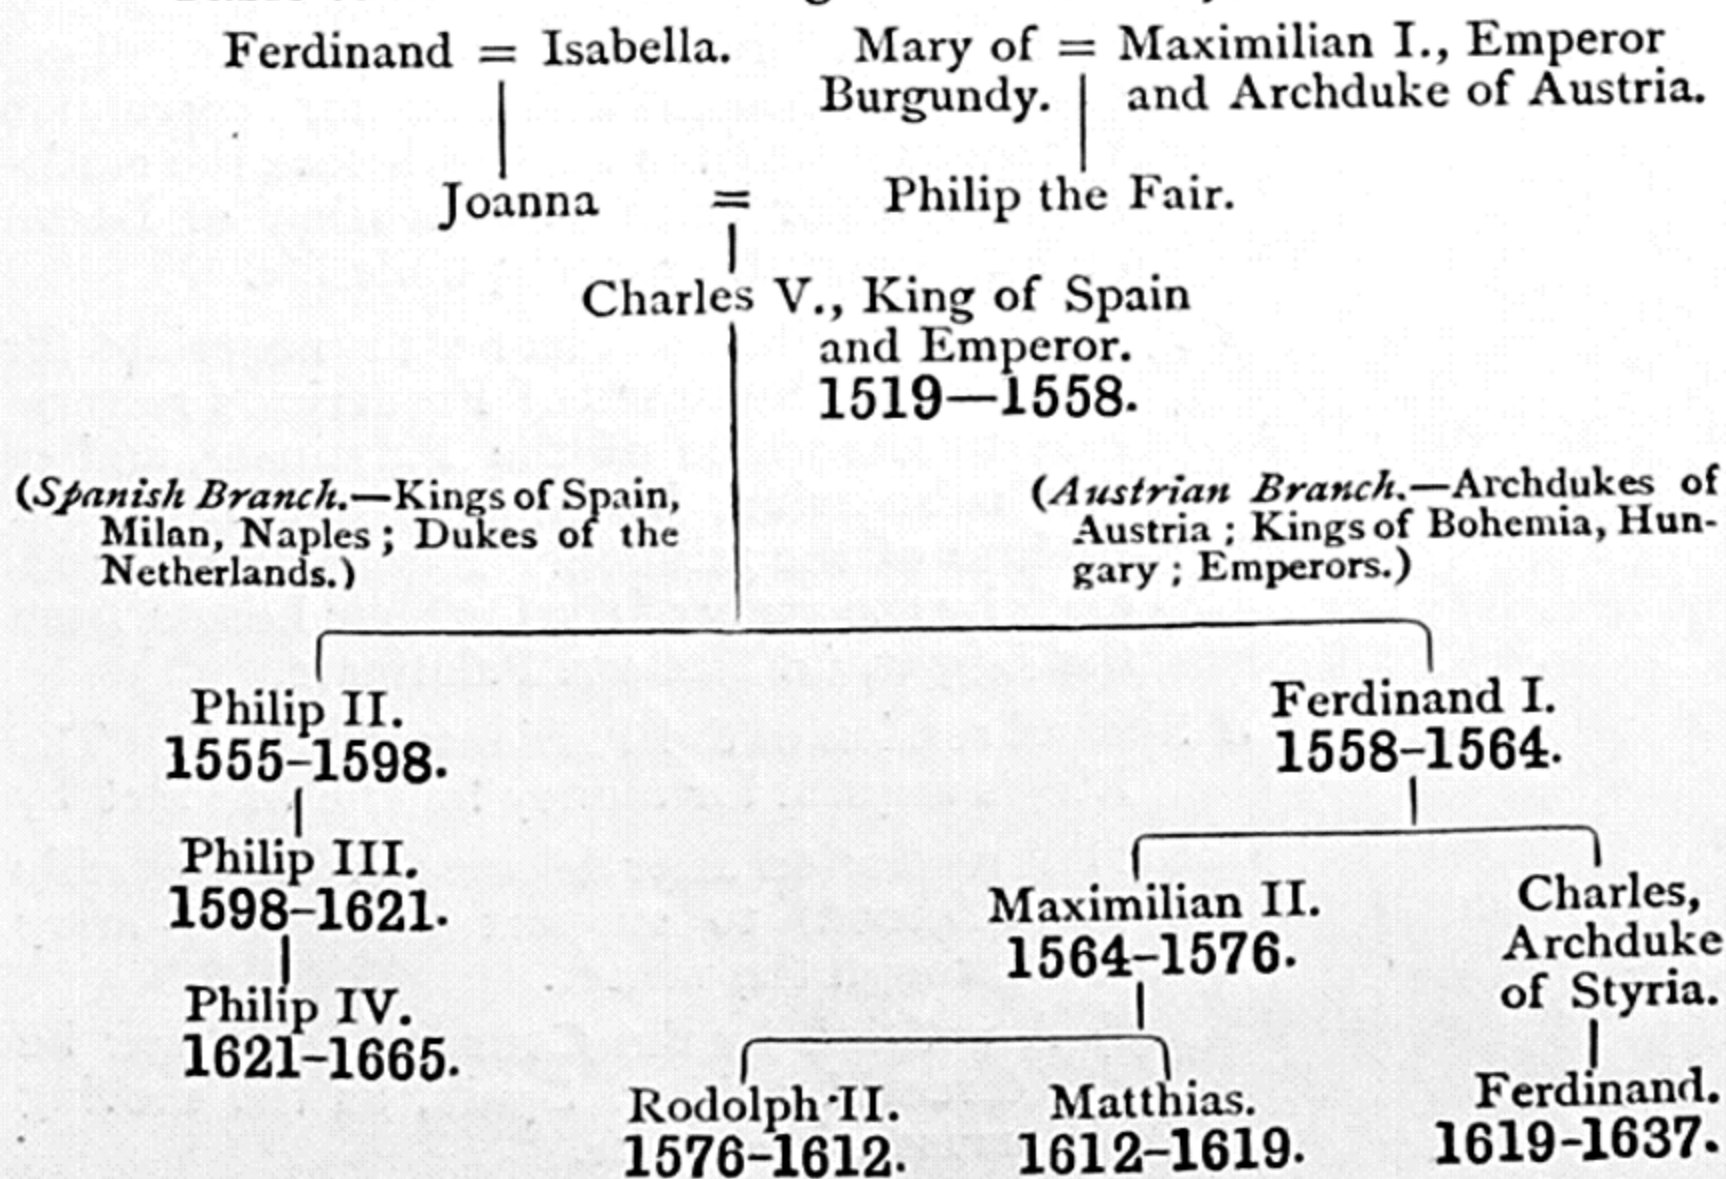 Ferdinand = Isabella.
Mary of = Maximilian I., Emperor
Burgundy. and Archduke of Austria.
Joanna = Philip the Fair.
Charles V., King of Spain
and Emperor.
1519—1558.
(Spanish Branch.—Kings of Spain,
Milan, Naples; Dukes of the
Netherlands.)
(Austrian Branch.—Archdukes of
Austria; Kings of Bohemia, Hun-
gary; Emperors.)
Philip II.
1555-1598.
Ferdinand I.
1558-1564.
Philip III.
1598-1621.
Maximilian II.
1564-1576.
Charles,
Archduke
of Styria.
Philip IV.
1621-1665.
Rodolph II.
1576-1612.
Matthias.
1612-1619.
Ferdinand.
1619-1637.